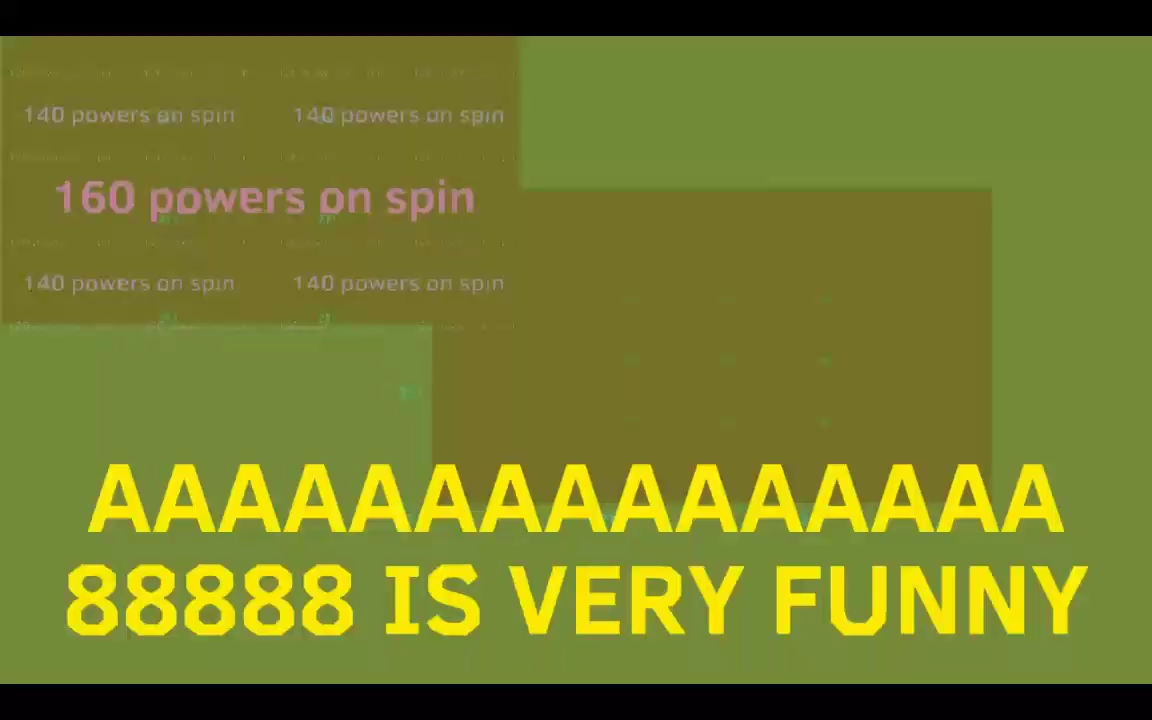 140 powers on spin 140 powers on spin
160 powers on spin
140 powers on spin 140 powers on spin
AAAAAAAAAAAAAAA
88888 IS VERY FUNNY